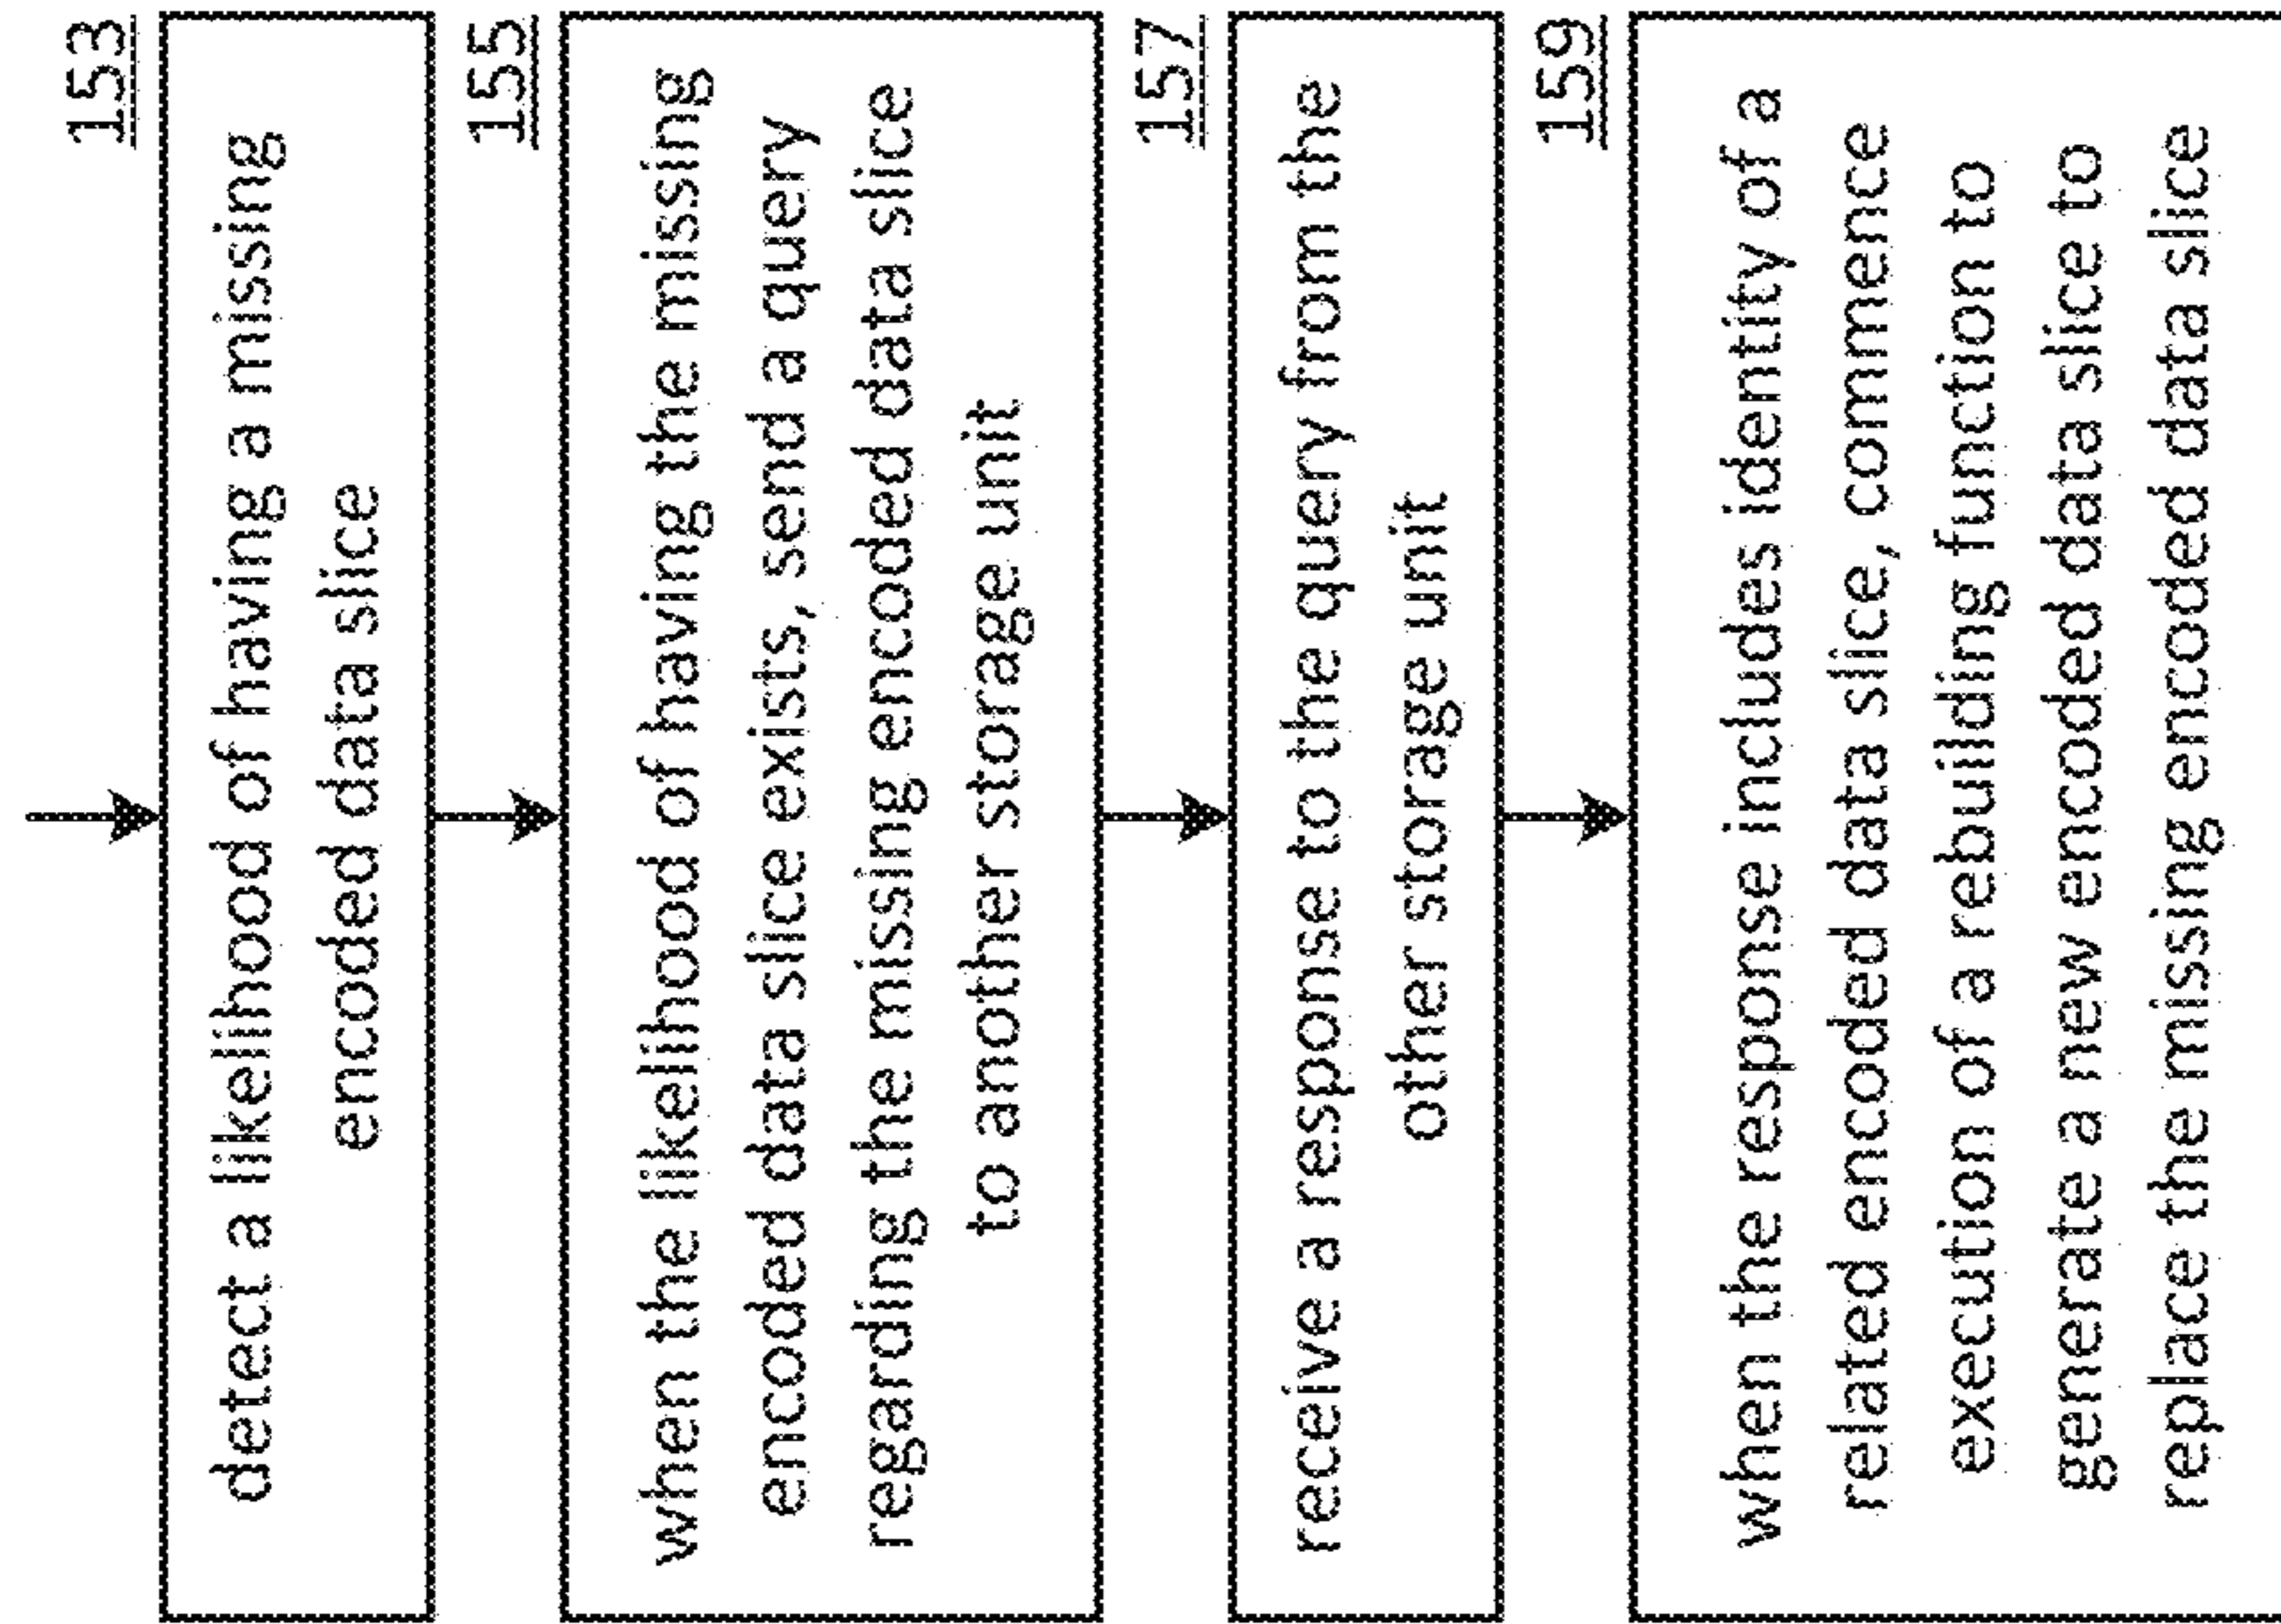 153
detect a likelihood of having a missing
encoded data slice
155
when the likelihood of having the missing
encoded data slice exists, send a query
regarding the missing encoded data slice
to another storage unit
157
receive a response to the query from the
other storage unit
159
when the response includes identity of a
related encoded data slice, commence
execution of a rebuilding function to
generate a new encoded data slice to
replace the missing encoded data slice